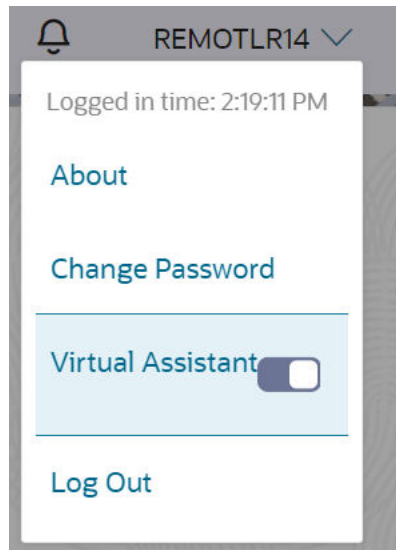 REMOTLR14
Logged in time: 2:19:11 PM
About
Change Password
Virtual Assistant
Log Out